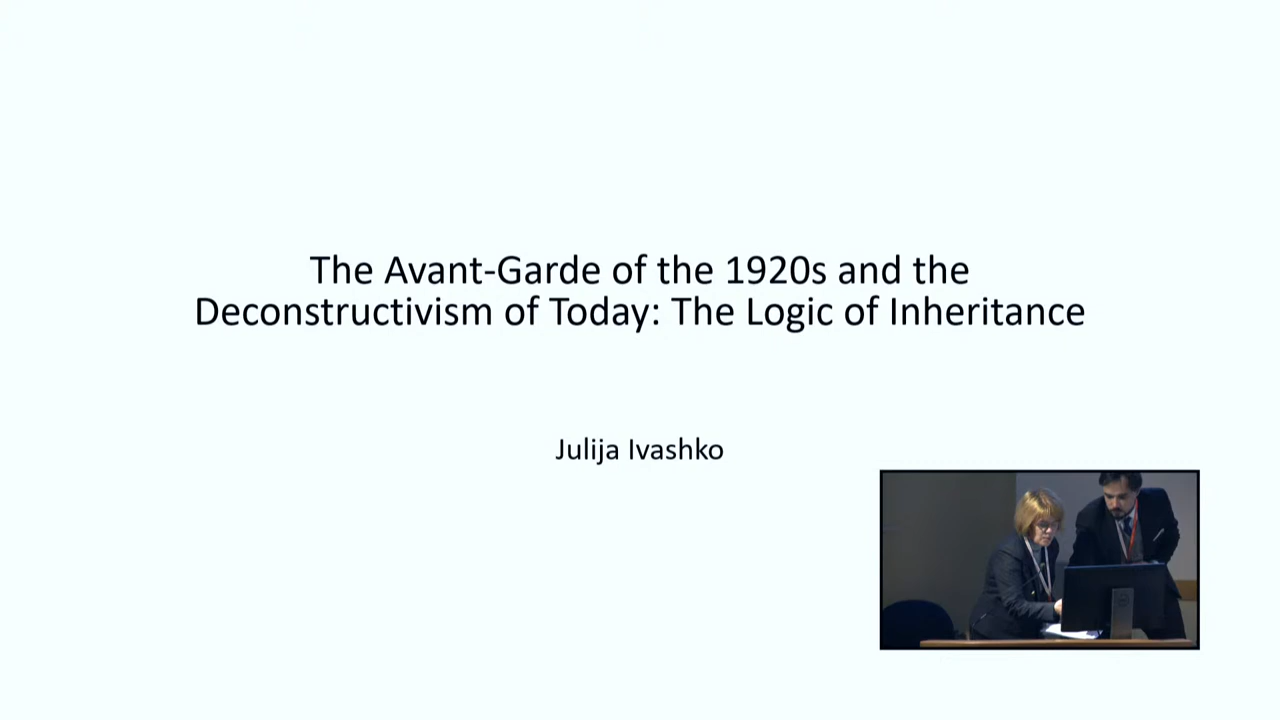 The Avant-Garde of the 1920s and the
Deconstructivism of Today: The Logic of Inheritance
Julija Ivashko